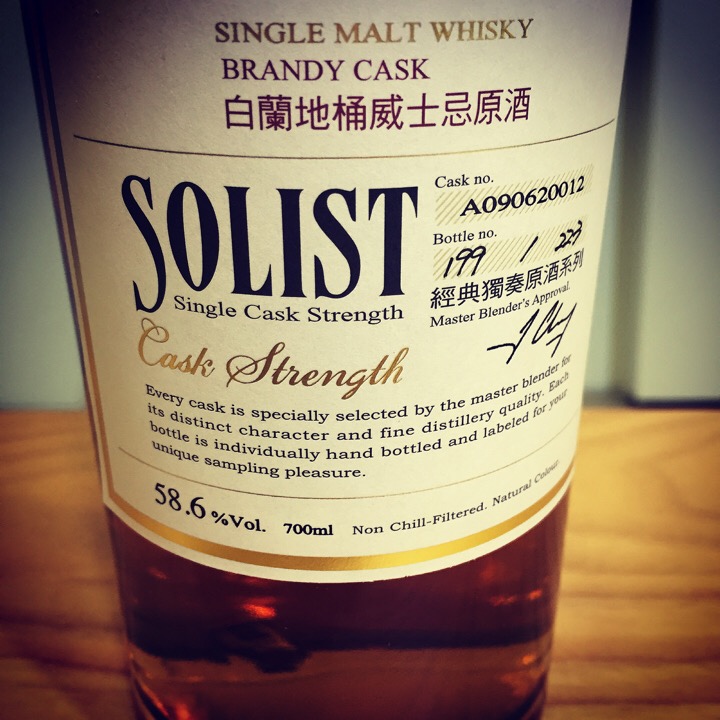 SINGLE MALT WHISKY
BRANDY CASK
白蘭地桶威士忌原酒
SOLIST
Single Cask Strength
Cask no.
A090620012
Bottle no.
199 / 223
經典獨奏原酒系列
Master Blender's Approval.
Cask Strength
Every cask is specially selected by the master blender for
its distinct character and fine distillery quality. Each
bottle is individually hand bottled and labeled for your
unique sampling pleasure.
58.6 %Vol. 700ml Non Chill-Filtered. Natural Colour.